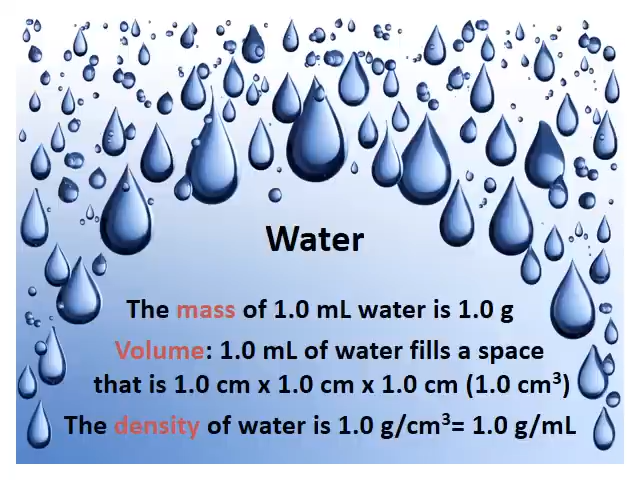 Water
The mass of 1.0 mL water is 1.0 g
Volume: 1.0 mL of water fills a space
that is 1.0 cm x 1.0 cm x 1.0 cm (1.0 cm³)
The density of water is 1.0 g/cm³= 1.0 g/mL